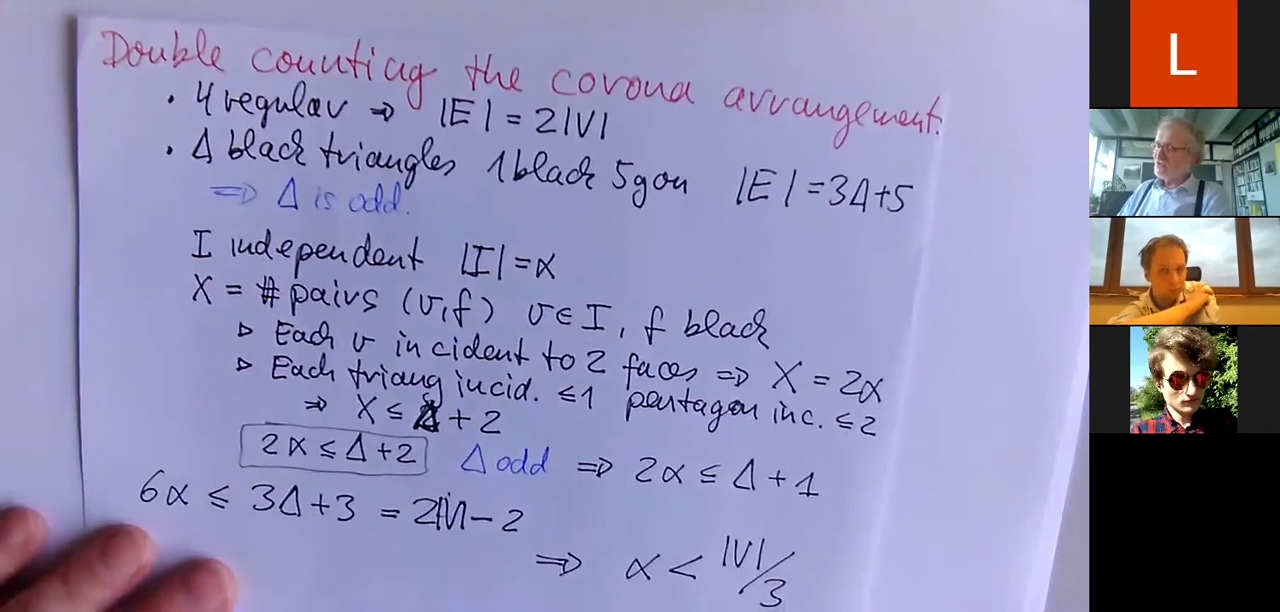 Double counting the corona arrangement.
· 4 regular ⇒ |E| = 2|V|
· Δ black triangles 1 black 5gon |E| = 3Δ+5
⇒ Δ is odd.
I independent |I| = α
X = # pairs (v,f) v∈I, f black
▷ Each v incident to 2 faces ⇒ X = 2α
▷ Each triang incid. ≤1 pentagon inc. ≤2
⇒ X ≤ Δ + 2
2α ≤ Δ+2 Δ odd ⇒ 2α ≤ Δ+1
6α ≤ 3Δ+3 = 2|V|-2
⇒ α < |V|/3
L